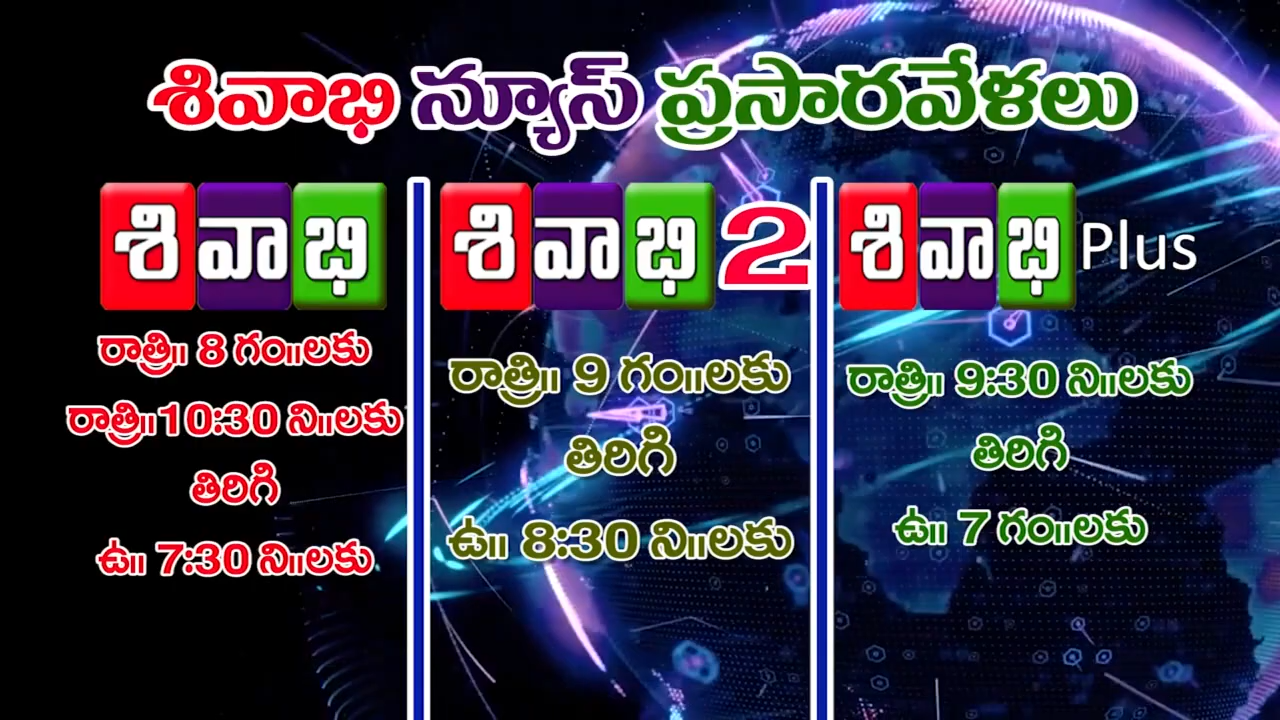 శివాభి న్యూస్ ప్రసారవేళలు
శివాభి
రాత్రి॥ 8 గం॥లకు
రాత్రి॥10:30 ని॥లకు
తిరిగి
ఉ॥ 7:30 ని॥లకు
శివాభి 2
రాత్రి॥ 9 గం॥లకు
తిరిగి
ఉ॥ 8:30 ని॥లకు
శివాభి Plus
రాత్రి॥ 9:30 ని॥లకు
తిరిగి
ఉ॥ 7 గం॥లకు